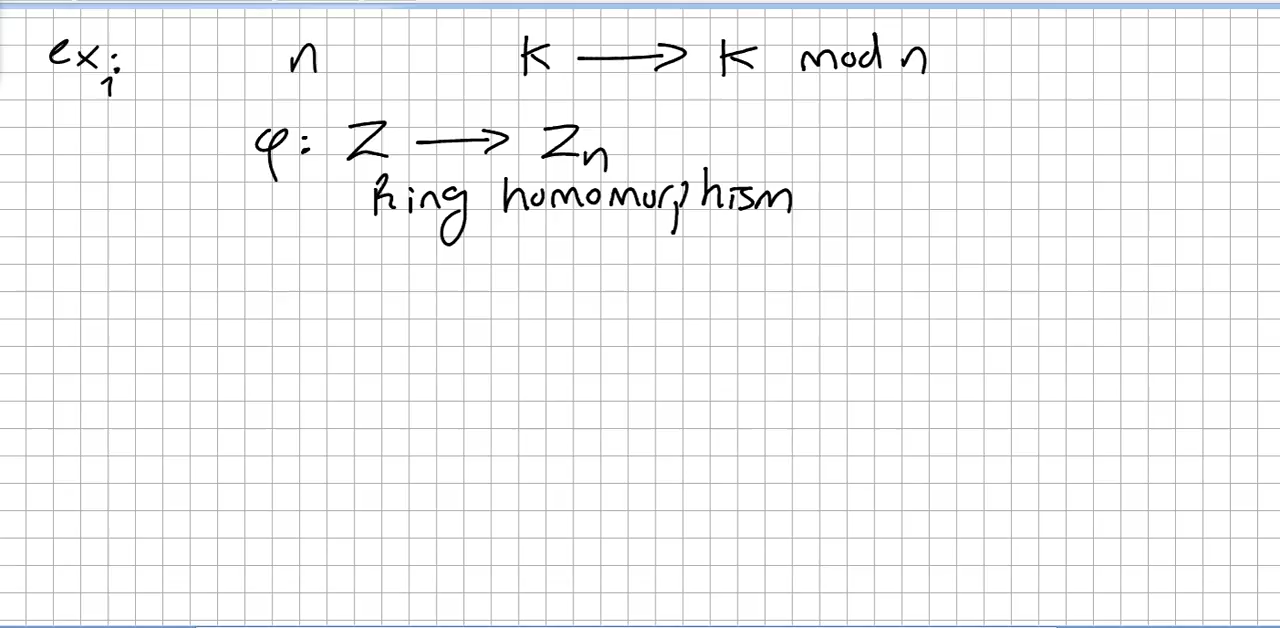 ex1: n k → k mod n
φ: Z → Zn
Ring homomorphism